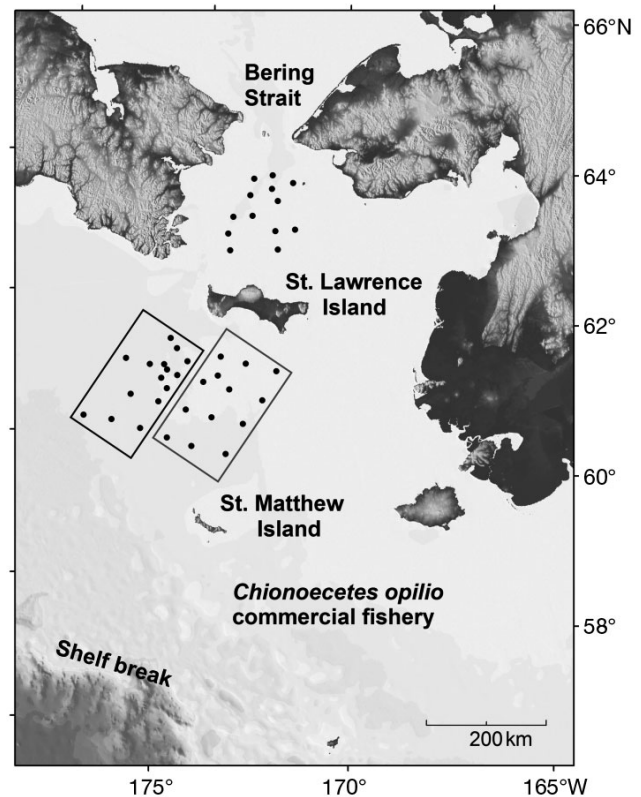 66°N
Bering
Strait
64°
St. Lawrence
Island
62°
60°
St. Matthew
Island
Chionoecetes opilio
commercial fishery
58°
Shelf break
200 km
175°
170°
165°W